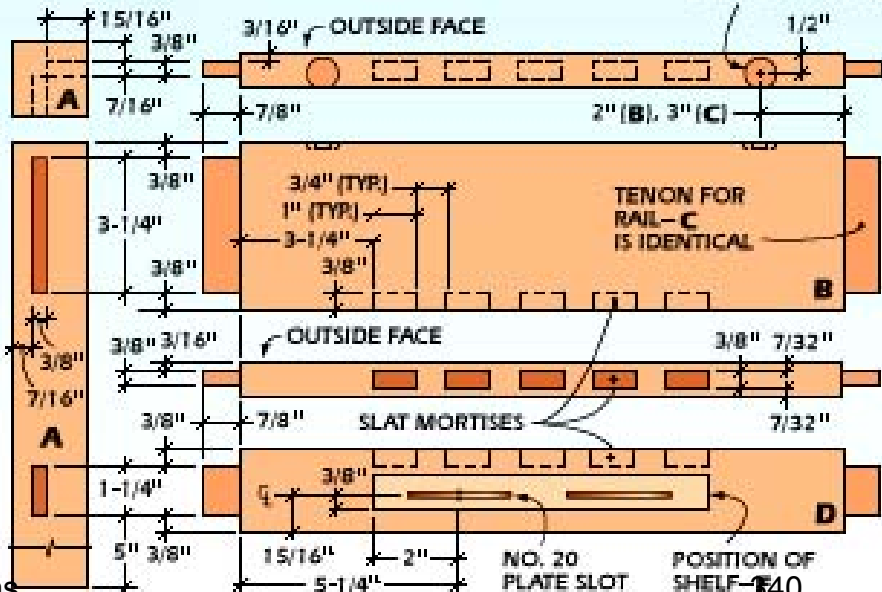 15/16"
3/8"
3/16"
OUTSIDE FACE
1/2"
A
7/16"
7/8"
2" (B), 3" (C)
3/8"
3/4" (TYP.)
1" (TYP.)
TENON FOR
RAIL–C
IS IDENTICAL
3-1/4"
3-1/4"
3/8"
3/8"
B
3/8"
3/16"
OUTSIDE FACE
3/8"
7/32"
3/8"
7/16"
A
3/8"
7/8"
SLAT MORTISES
7/32"
3/8"
1-1/4"
D
5"
3/8"
15/16"
2"
NO. 20
PLATE SLOT
POSITION OF
SHELF
5-1/4"